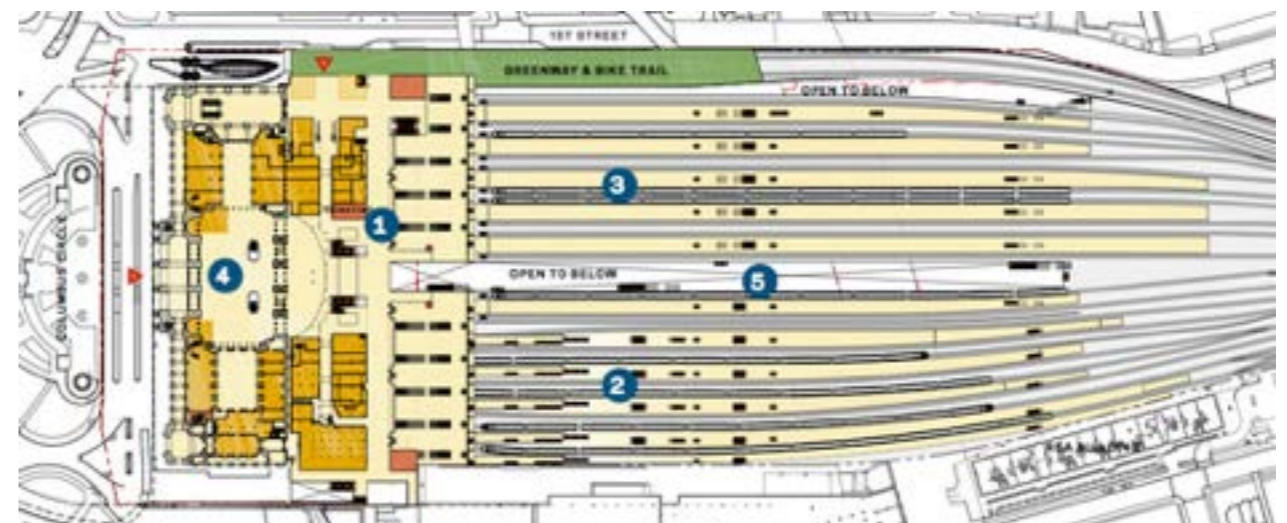 1ST STREET
GREENWAY & BIKE TRAIL
OPEN TO BELOW
3
1
COLUMBUS CIRCLE
4
OPEN TO BELOW
5
2